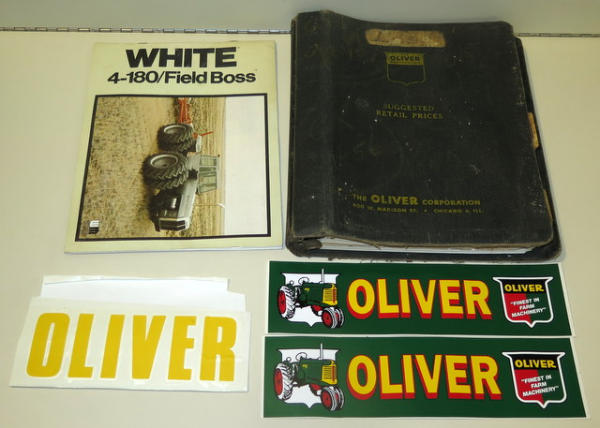 WHITE
4-180/Field Boss
OLIVER
SUGGESTED
RETAIL PRICES
THE OLIVER CORPORATION
400 W. MADISON ST. • CHICAGO 6, ILL.
OLIVER
OLIVER
OLIVER
"FINEST IN
FARM
MACHINERY"
OLIVER
OLIVER
"FINEST IN
FARM
MACHINERY"